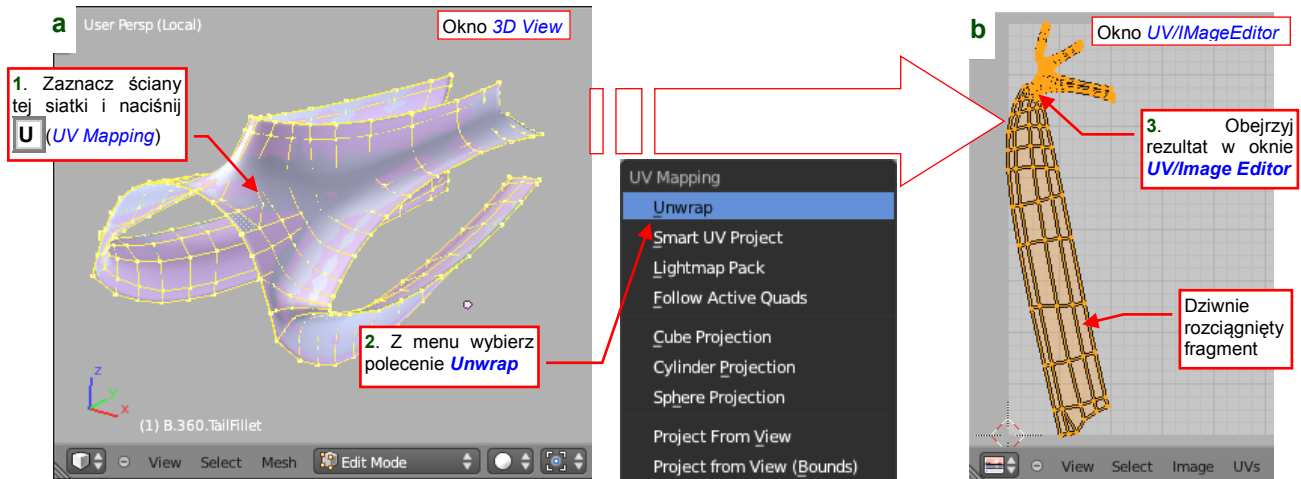 a
User Persp (Local)
Okno 3D View
1. Zaznacz ściany
tej siatki i naciśnij
U (UV Mapping)
2. Z menu wybierz
polecenie Unwrap
z
y
x
(1) B.360.TailFillet
View Select Mesh Edit Mode
UV Mapping
Unwrap
Smart UV Project
Lightmap Pack
Follow Active Quads
Cube Projection
Cylinder Projection
Sphere Projection
Project From View
Project from View (Bounds)
b
Okno UV/IMageEditor
3. Obejrzyj
rezultat w oknie
UV/Image Editor
Dziwnie
rozciągnięty
fragment
View Select Image UVs